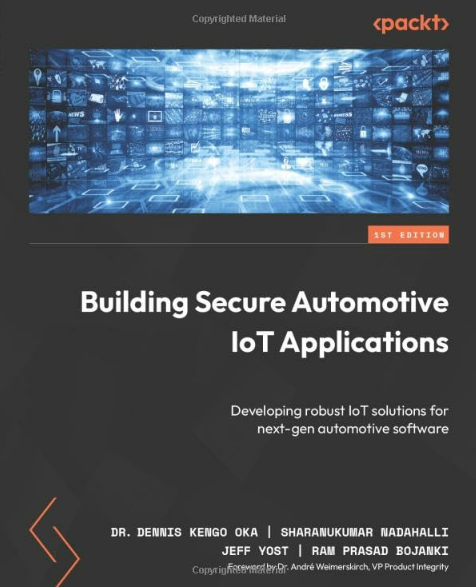 Copyrighted Material
<packt>
1ST EDITION
Building Secure Automotive
IoT Applications
Developing robust IoT solutions for
next-gen automotive software
DR. DENNIS KENGO OKA | SHARANUKUMAR NADAHALLI
JEFF YOST | RAM PRASAD BOJANKI
Foreword by Dr. André Weimerskirch, VP Product Integrity
Copyrighted Material